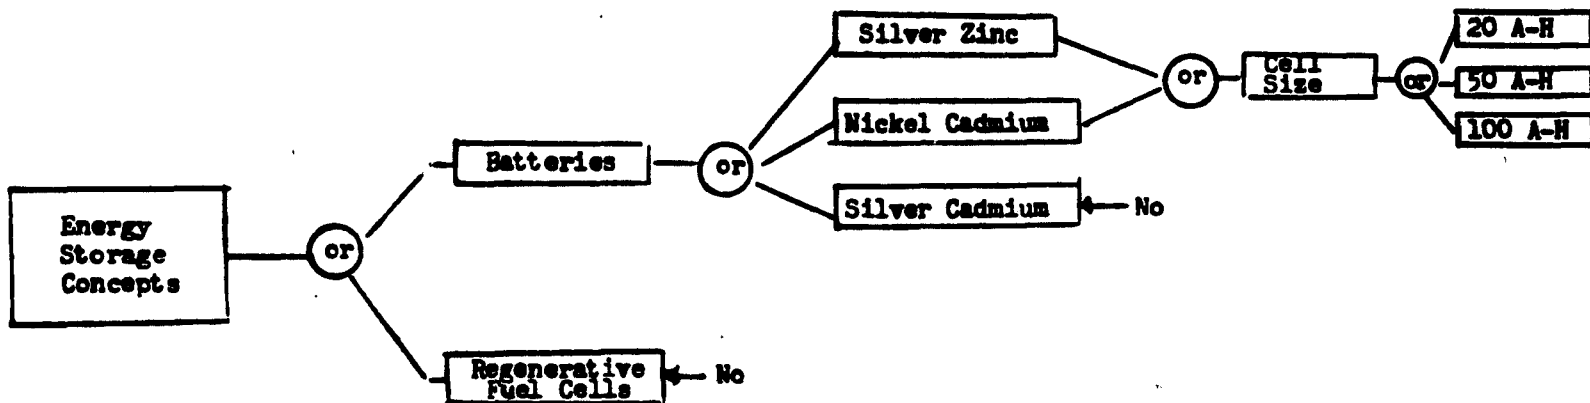 Energy
Storage
Concepts
or
Batteries
Regenerative
Fuel Cells
No
or
Silver Zinc
Nickel Cadmium
Silver Cadmium
No
or
Cell
Size
or
20 A-H
50 A-H
100 A-H